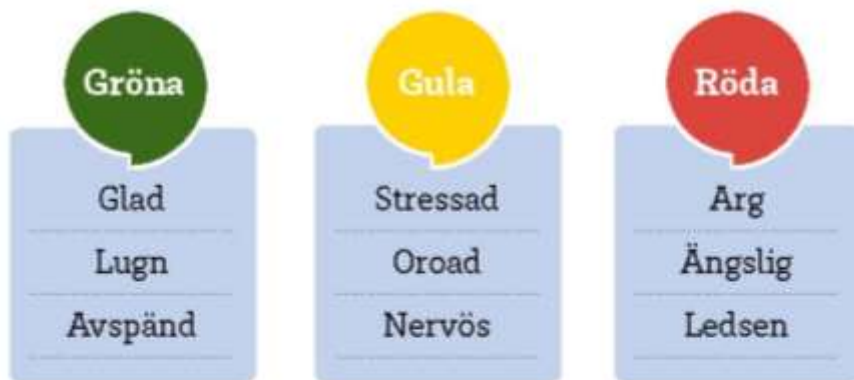 Gröna
Glad
Lugn
Avspänd
Gula
Stressad
Oroad
Nervös
Röda
Arg
Ängslig
Ledsen